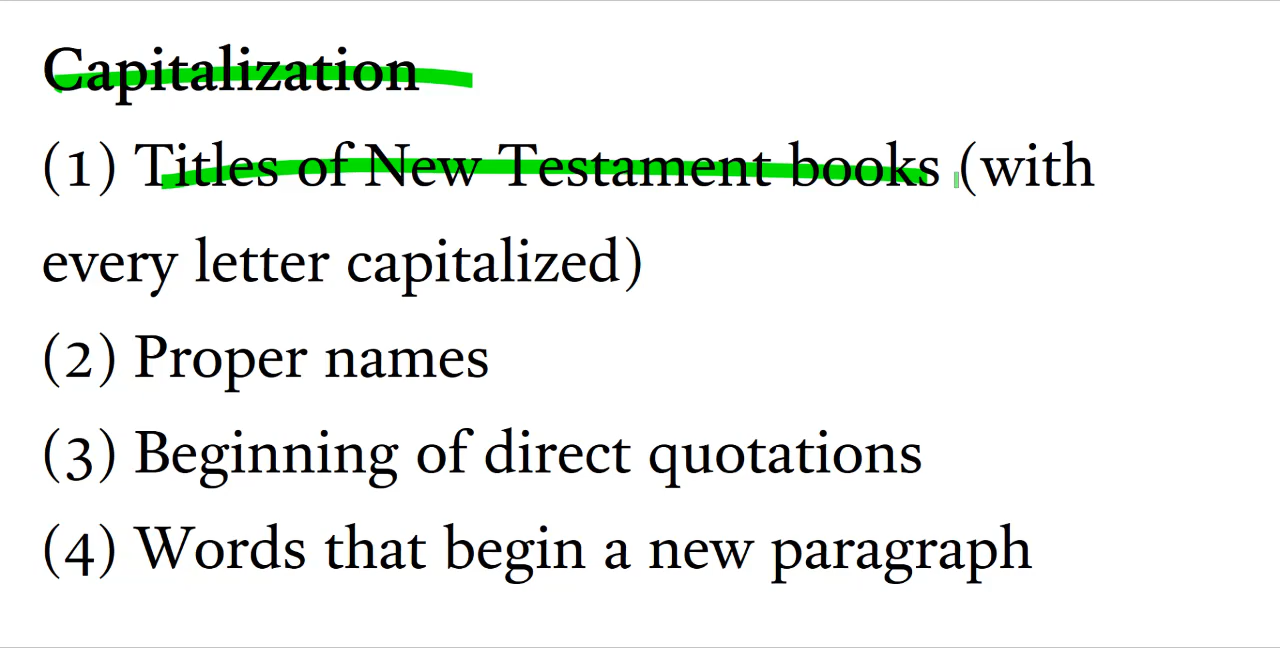 Capitalization
(1) Titles of New Testament books (with
every letter capitalized)
(2) Proper names
(3) Beginning of direct quotations
(4) Words that begin a new paragraph